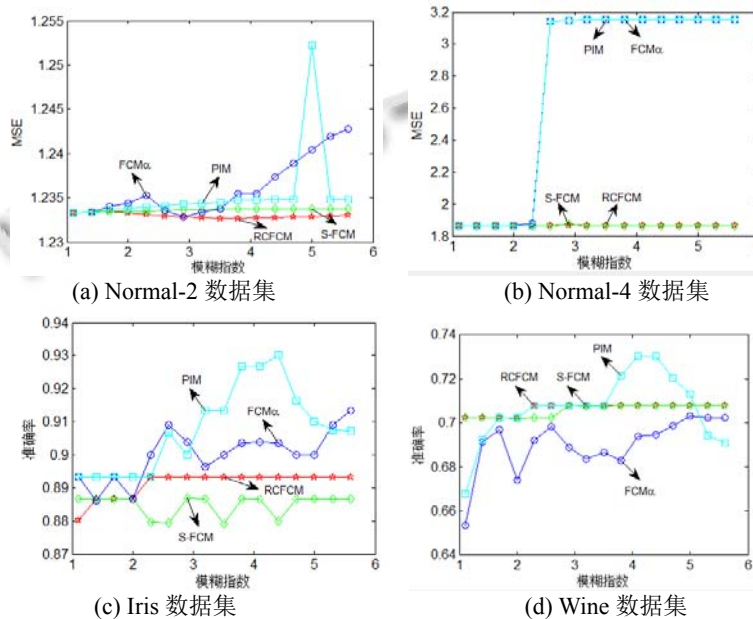 1.255
1.25
1.245
1.24
1.235
1.23
MSE
FCMα
PIM
RCFCM
S-FCM
1 2 3 4 5 6
模糊指数
(a) Normal-2 数据集
3.2
3
2.8
2.6
2.4
2.2
2
1.8
MSE
PIM
FCMα
S-FCM
RCFCM
1 2 3 4 5 6
模糊指数
(b) Normal-4 数据集
0.94
0.93
0.92
0.91
0.9
0.89
0.88
0.87
准确率
PIM
FCMα
RCFCM
S-FCM
1 2 3 4 5 6
模糊指数
(c) Iris 数据集
0.74
0.72
0.7
0.68
0.66
0.64
准确率
PIM
RCFCM
S-FCM
FCMα
1 2 3 4 5 6
模糊指数
(d) Wine 数据集